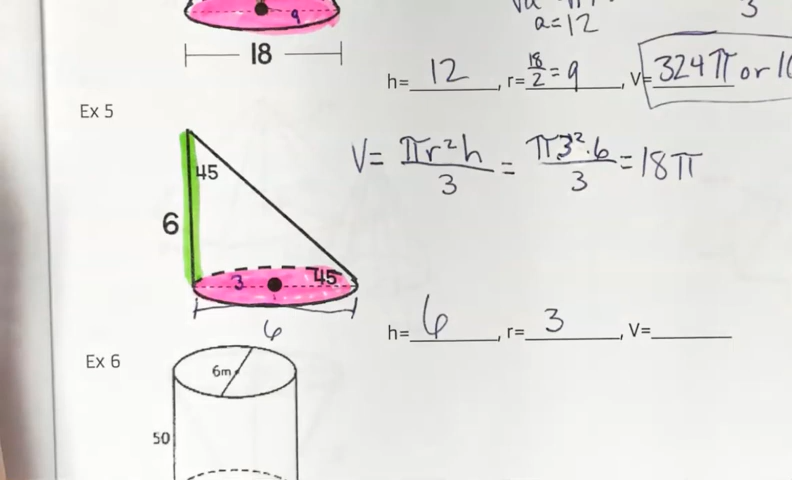 9
a=12
3
18
h= 12, r= 18/2 = 9, V= 324π or
Ex 5
45
6
V= πr²h/3 = π3²·6/3 = 18π
3
45
6
h= 6, r= 3, V=
Ex 6
6m
50